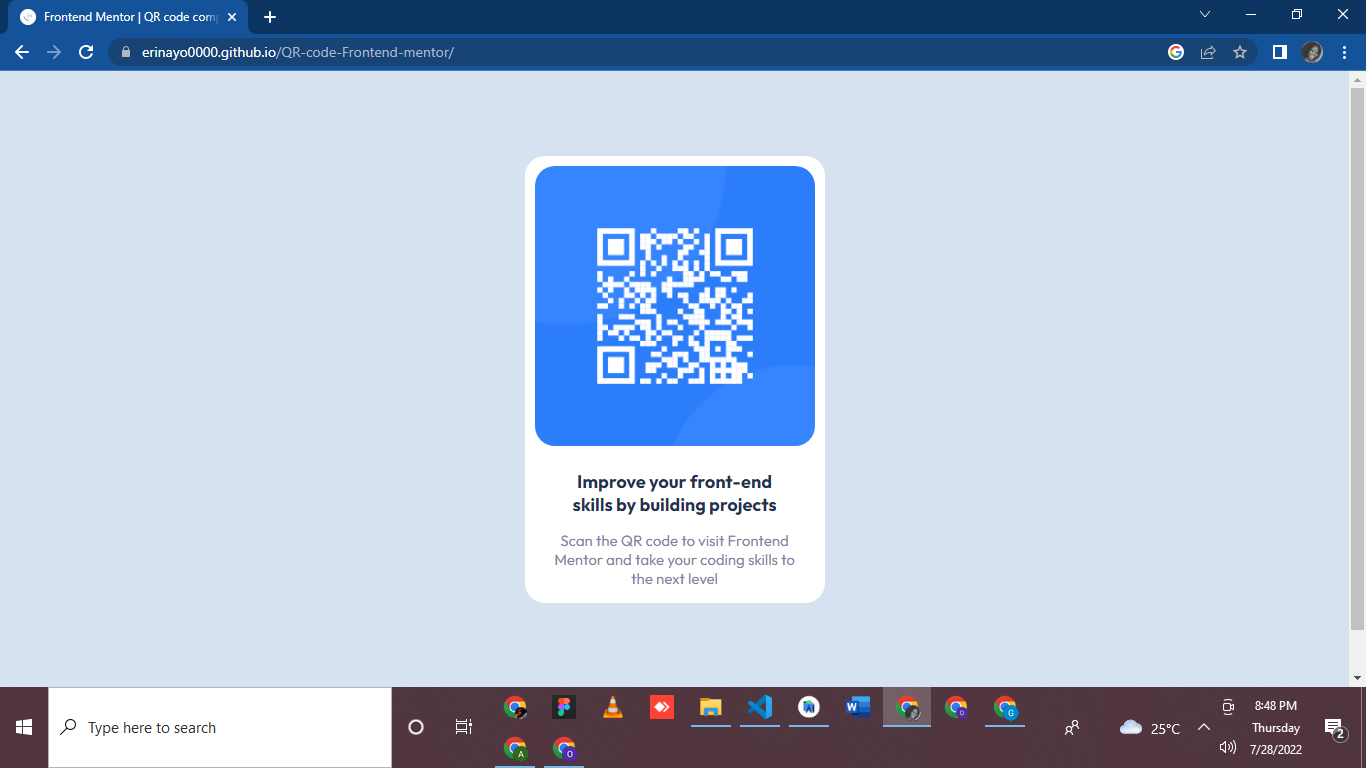 Frontend Mentor | QR code com
erinayo0000.github.io/QR-code-Frontend-mentor/
Improve your front-end
skills by building projects
Scan the QR code to visit Frontend
Mentor and take your coding skills to
the next level
Type here to search
25°C
8:48 PM
Thursday
7/28/2022
2